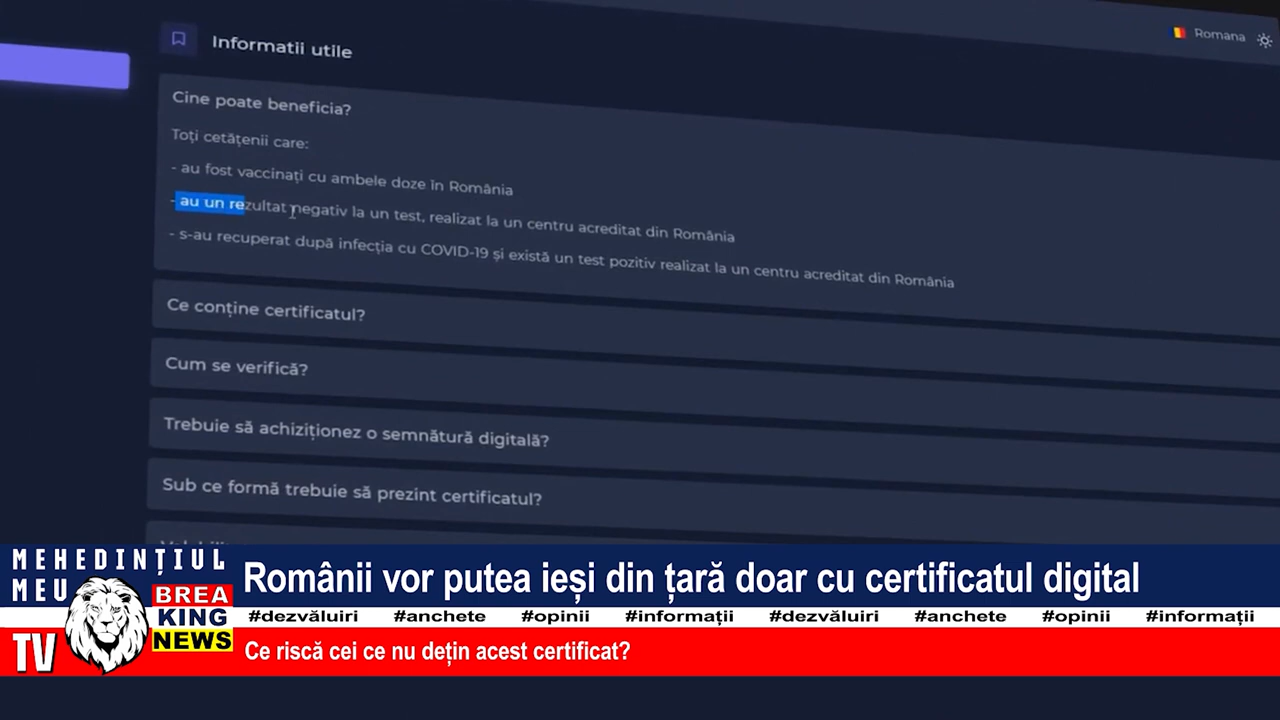 Romana
Informatii utile
Cine poate beneficia?
Toți cetățenii care:
- au fost vaccinați cu ambele doze în România
- au un rezultat negativ la un test, realizat la un centru acreditat din România
- s-au recuperat după infecția cu COVID-19 și există un test pozitiv realizat la un centru acreditat din România
Ce conține certificatul?
Cum se verifică?
Trebuie să achiziționez o semnătură digitală?
Sub ce formă trebuie să prezint certificatul?
MEHEDINȚIUL
MEU
TV
BREA
KING
NEWS
Românii vor putea ieși din țară doar cu certificatul digital
#dezvăluiri #anchete #opinii #informații #dezvăluiri #anchete #opinii #informații
Ce riscă cei ce nu dețin acest certificat?